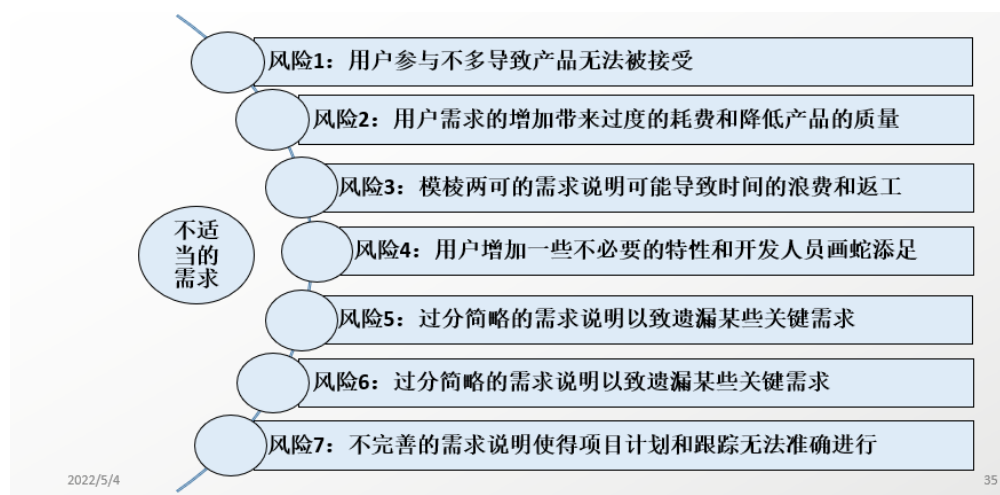 风险1：用户参与不多导致产品无法被接受
风险2：用户需求的增加带来过度的耗费和降低产品的质量
风险3：模棱两可的需求说明可能导致时间的浪费和返工
不适
当的
需求
风险4：用户增加一些不必要的特性和开发人员画蛇添足
风险5：过分简略的需求说明以致遗漏某些关键需求
风险6：过分简略的需求说明以致遗漏某些关键需求
风险7：不完善的需求说明使得项目计划和跟踪无法准确进行
2022/5/4
35